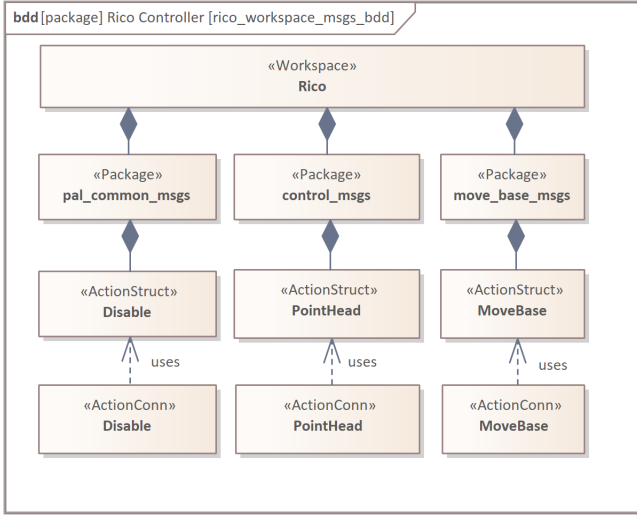 bdd [package] Rico Controller [rico_workspace_msgs_bdd]
«Workspace»
Rico
«Package»
pal_common_msgs
«Package»
control_msgs
«Package»
move_base_msgs
«ActionStruct»
Disable
«ActionStruct»
PointHead
«ActionStruct»
MoveBase
uses
uses
uses
«ActionConn»
Disable
«ActionConn»
PointHead
«ActionConn»
MoveBase